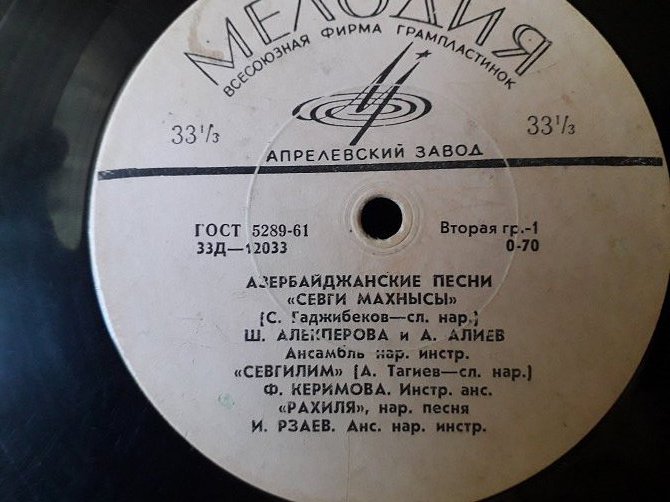 МЕЛОДИЯ
ВСЕСОЮЗНАЯ ФИРМА ГРАМПЛАСТИНОК
33⅓ 33⅓
АПРЕЛЕВСКИЙ ЗАВОД
ГОСТ 5289-61 Вторая гр.-1
33Д—12033 0-70
АЗЕРБАЙДЖАНСКИЕ ПЕСНИ
«СЕВГИ МАХНЫСЫ»
(С. Гаджибеков—сл. нар.)
Ш. АЛЕКПЕРОВА и А. АЛИЕВ
Ансамбль нар. инстр.
«СЕВГИЛИМ» (А. Тагиев—сл. нар.)
Ф. КЕРИМОВА. Инстр. анс.
«РАХИЛЯ», нар. песня
И. РЗАЕВ. Анс. нар. инстр.